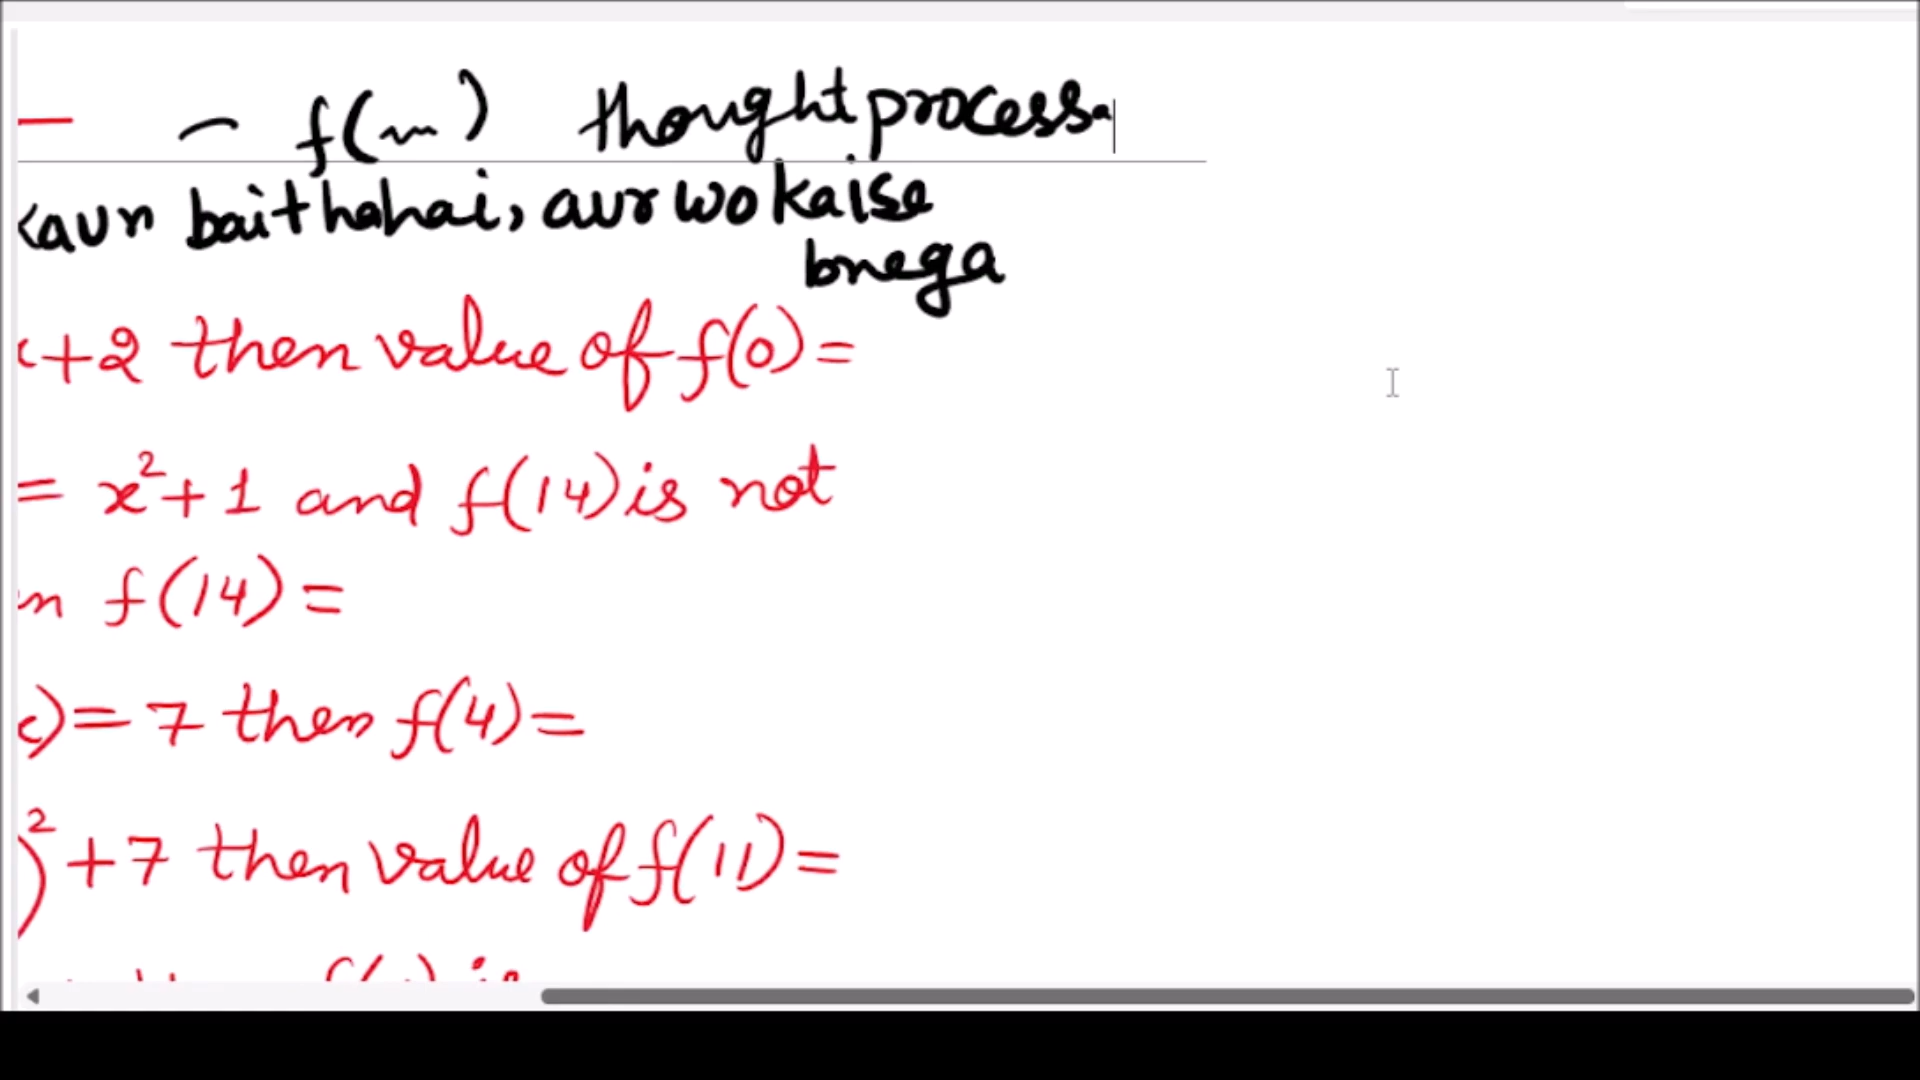 — – f(~) thought process.
kaun baitha hai, aur wo kaise
bnega
x+2 then value of f(0)=
= x²+1 and f(14) is not
f(14)=
)=7 then f(4)=
)²+7 then value of f(11)=